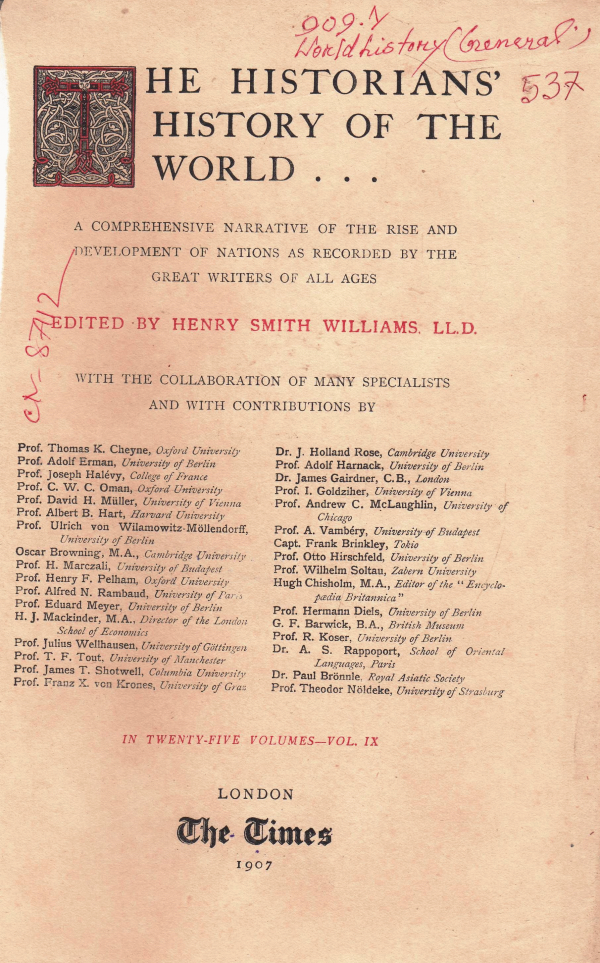 909.7
World history (General)
537
THE HISTORIANS'
HISTORY OF THE
WORLD . . .
A COMPREHENSIVE NARRATIVE OF THE RISE AND
DEVELOPMENT OF NATIONS AS RECORDED BY THE
GREAT WRITERS OF ALL AGES
EDITED BY HENRY SMITH WILLIAMS, LL.D.
WITH THE COLLABORATION OF MANY SPECIALISTS
AND WITH CONTRIBUTIONS BY
Prof. Thomas K. Cheyne, Oxford University
Prof. Adolf Erman, University of Berlin
Prof. Joseph Halévy, College of France
Prof. C. W. C. Oman, Oxford University
Prof. David H. Müller, University of Vienna
Prof. Albert B. Hart, Harvard University
Prof. Ulrich von Wilamowitz-Möllendorff,
University of Berlin
Oscar Browning, M.A., Cambridge University
Prof. H. Marczali, University of Budapest
Prof. Henry F. Pelham, Oxford University
Prof. Alfred N. Rambaud, University of Paris
Prof. Eduard Meyer, University of Berlin
H. J. Mackinder, M.A., Director of the London
School of Economics
Prof. Julius Wellhausen, University of Göttingen
Prof. T. F. Tout, University of Manchester
Prof. James T. Shotwell, Columbia University
Prof. Franz X. von Krones, University of Graz
Dr. J. Holland Rose, Cambridge University
Prof. Adolf Harnack, University of Berlin
Dr. James Gairdner, C.B., London
Prof. I. Goldziher, University of Vienna
Prof. Andrew C. McLaughlin, University of
Chicago
Prof. A. Vambéry, University of Budapest
Capt. Frank Brinkley, Tokio
Prof. Otto Hirschfeld, University of Berlin
Prof. Wilhelm Soltau, Zabern University
Hugh Chisholm, M.A., Editor of the "Encyclo-
pædia Britannica"
Prof. Hermann Diels, University of Berlin
G. F. Barwick, B.A., British Museum
Prof. R. Koser, University of Berlin
Dr. A. S. Rappoport, School of Oriental
Languages, Paris
Dr. Paul Brönnle, Royal Asiatic Society
Prof. Theodor Nöldeke, University of Strasburg
IN TWENTY-FIVE VOLUMES—VOL. IX
LONDON
The Times
1907